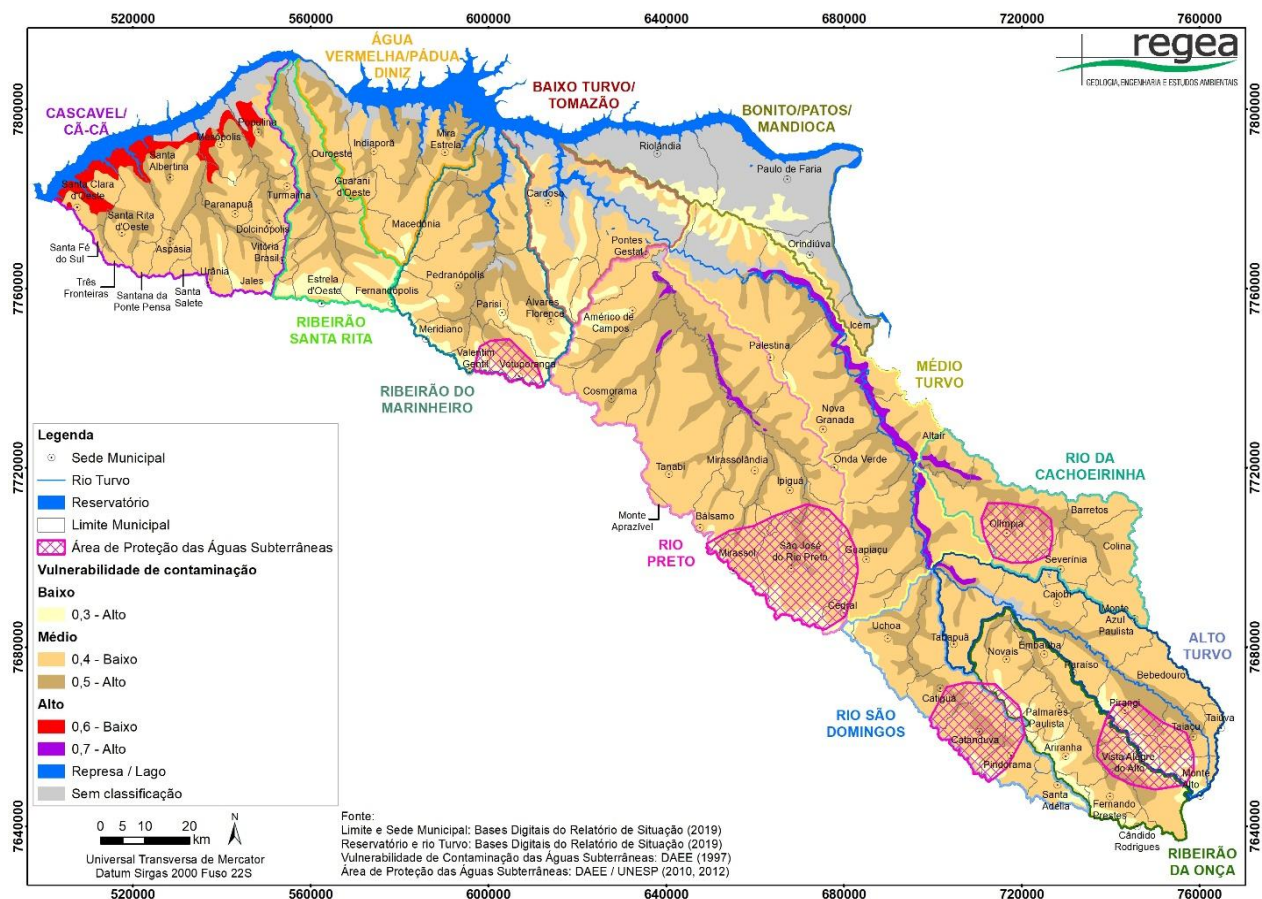 520000 560000 600000 640000 680000 720000 760000
regea
GEOLOGIA, ENGENHARIA E ESTUDOS AMBIENTAIS
7800000
7760000
7720000
7680000
7640000
ÁGUA
VERMELHA/PÁDUA
DINIZ
BAIXO TURVO/
TOMAZÃO
BONITO/PATOS/
MANDIOCA
CASCAVEL/
CÃ-CÃ
Populina
Mesópolis
Santa
Albertina
Santa Clara
d'Oeste
Santa Rita
d'Oeste
Paranapuã
Dolcinópolis
Turmalina
Vitória
Brasil
Aspásia
Urânia
Jales
Santa Fé
do Sul
Três
Fronteiras
Santana da
Ponte Pensa
Santa
Salete
Ouroeste
Indiaporã
Mira
Estrela
Guarani
d'Oeste
Macedônia
Estrela
d'Oeste
Fernandópolis
Pedranópolis
Parisi
Meridiano
Álvares
Florence
Valentim
Gentil
Votuporanga
Cardoso
Riolândia
Paulo de Faria
Orindiúva
Pontes
Gestal
Américo de
Campos
Icém
Palestina
Cosmorama
Nova
Granada
Onda Verde
Tanabi
Mirassolândia
Ipiguá
Monte
Aprazível
Bálsamo
Mirassol
São José
do Rio Preto
Guapiaçu
Cedral
Altair
Olímpia
Barretos
Colina
Severínia
Cajobi
Monte
Azul
Paulista
Uchoa
Tabapuã
Novais
Embaúba
Paraíso
Bebedouro
Catiguá
Catanduva
Pindorama
Palmares
Paulista
Ariranha
Pirangi
Taiúva
Taiaçu
Vista Alegre
do Alto
Monte
Alto
Santa
Adélia
Fernando
Prestes
Cândido
Rodrigues
RIBEIRÃO
SANTA RITA
RIBEIRÃO DO
MARINHEIRO
MÉDIO
TURVO
RIO DA
CACHOEIRINHA
RIO
PRETO
ALTO
TURVO
RIO SÃO
DOMINGOS
RIBEIRÃO
DA ONÇA
Legenda
Sede Municipal
Rio Turvo
Reservatório
Limite Municipal
Área de Proteção das Águas Subterrâneas
Vulnerabilidade de contaminação
Baixo
0,3 - Alto
Médio
0,4 - Baixo
0,5 - Alto
Alto
0,6 - Baixo
0,7 - Alto
Represa / Lago
Sem classificação
0 5 10 20
km
N
Universal Transversa de Mercator
Datum Sirgas 2000 Fuso 22S
Fonte:
Limite e Sede Municipal: Bases Digitais do Relatório de Situação (2019)
Reservatório e rio Turvo: Bases Digitais do Relatório de Situação (2019)
Vulnerabilidade de Contaminação das Águas Subterrâneas: DAEE (1997)
Área de Proteção das Águas Subterrâneas: DAEE / UNESP (2010, 2012)
7800000
7760000
7720000
7680000
7640000
520000 560000 600000 640000 680000 720000 760000